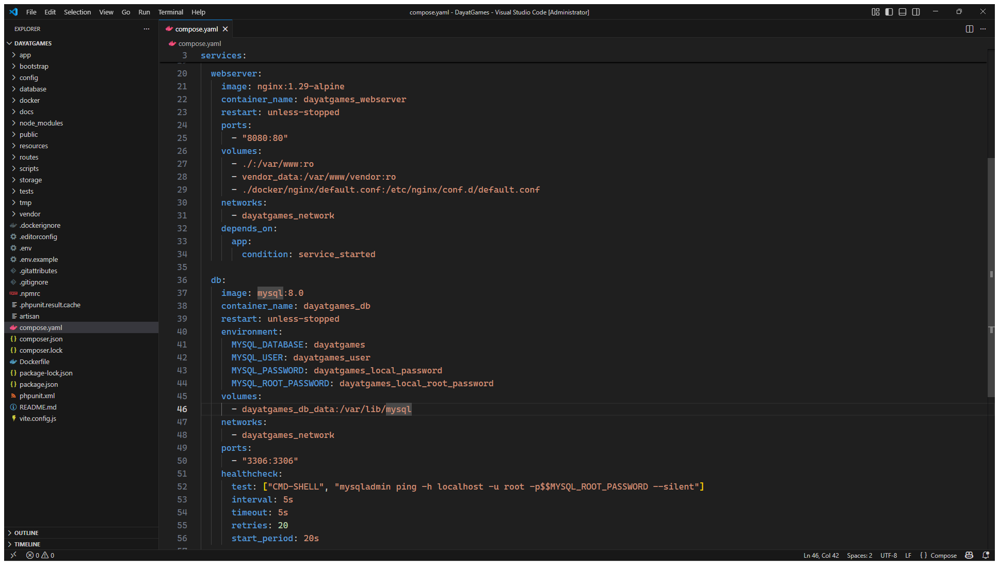 File Edit Selection View Go Run Terminal Help
compose.yaml - DayatGames - Visual Studio Code [Administrator]
EXPLORER
DAYATGAMES
app
bootstrap
config
database
docker
docs
node_modules
public
resources
routes
scripts
storage
tests
tmp
vendor
.dockerignore
.editorconfig
.env
.env.example
.gitattributes
.gitignore
.npmrc
.phpunit.result.cache
artisan
compose.yaml
composer.json
composer.lock
Dockerfile
package-lock.json
package.json
phpunit.xml
README.md
vite.config.js
OUTLINE
TIMELINE
compose.yaml
compose.yaml
3 services:
20 webserver:
21 image: nginx:1.29-alpine
22 container_name: dayatgames_webserver
23 restart: unless-stopped
24 ports:
25 - "8080:80"
26 volumes:
27 - ./:/var/www:ro
28 - vendor_data:/var/www/vendor:ro
29 - ./docker/nginx/default.conf:/etc/nginx/conf.d/default.conf
30 networks:
31 - dayatgames_network
32 depends_on:
33 app:
34 condition: service_started
35
36 db:
37 image: mysql:8.0
38 container_name: dayatgames_db
39 restart: unless-stopped
40 environment:
41 MYSQL_DATABASE: dayatgames
42 MYSQL_USER: dayatgames_user
43 MYSQL_PASSWORD: dayatgames_local_password
44 MYSQL_ROOT_PASSWORD: dayatgames_local_root_password
45 volumes:
46 - dayatgames_db_data:/var/lib/mysql
47 networks:
48 - dayatgames_network
49 ports:
50 - "3306:3306"
51 healthcheck:
52 test: ["CMD-SHELL", "mysqladmin ping -h localhost -u root -p$$MYSQL_ROOT_PASSWORD --silent"]
53 interval: 5s
54 timeout: 5s
55 retries: 20
56 start_period: 20s
0 0
Ln 46, Col 42 Spaces: 2 UTF-8 LF { } Compose